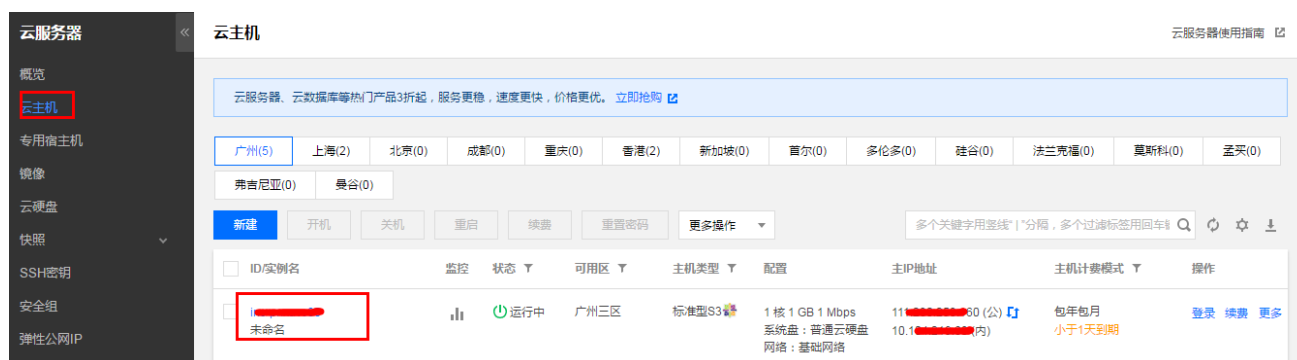 云服务器
«
云主机
云服务器使用指南
概览
云主机
专用宿主机
镜像
云硬盘
快照
SSH密钥
安全组
弹性公网IP
云服务器、云数据库等热门产品3折起，服务更稳，速度更快，价格更优。 立即抢购
广州(5) 上海(2) 北京(0) 成都(0) 重庆(0) 香港(2) 新加坡(0) 首尔(0) 多伦多(0) 硅谷(0) 法兰克福(0) 莫斯科(0) 孟买(0)
弗吉尼亚(0) 曼谷(0)
新建 开机 关机 重启 续费 重置密码 更多操作 多个关键字用竖线“|”分隔，多个过滤标签用回车
ID/实例名 监控 状态 可用区 主机类型 配置 主IP地址 主机计费模式 操作
未命名
运行中
广州三区
标准型S3
1 核 1 GB 1 Mbps
系统盘：普通云硬盘
网络：基础网络
(公)
(内)
包年包月
小于1天到期
登录 续费 更多